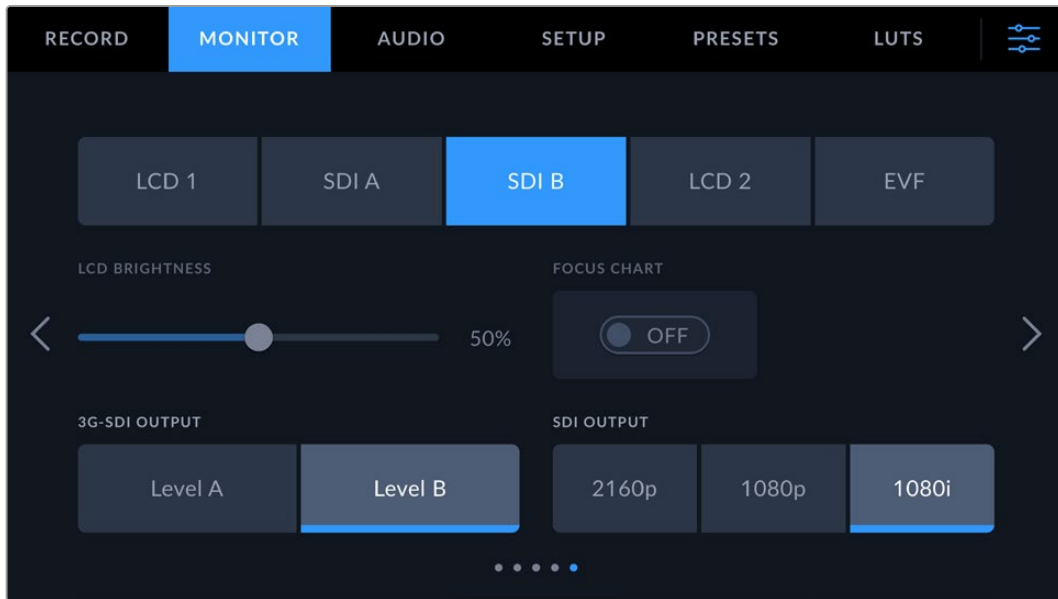 RECORD MONITOR AUDIO SETUP PRESETS LUTS
LCD 1 SDI A SDI B LCD 2 EVF
LCD BRIGHTNESS FOCUS CHART
50% OFF
3G-SDI OUTPUT SDI OUTPUT
Level A Level B 2160p 1080p 1080i